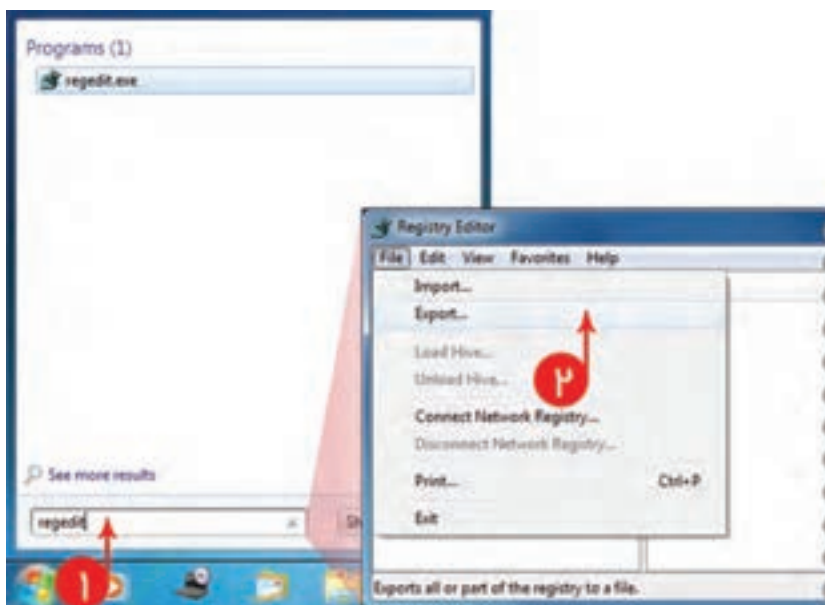 Programs (1)
regedit.exe
See more results
regedit
Sh
۱
Registry Editor
File Edit View Favorites Help
Import...
Export...
Load Hive...
Unload Hive...
۲
Connect Network Registry...
Disconnect Network Registry...
Print... Ctrl+P
Exit
Exports all or part of the registry to a file.